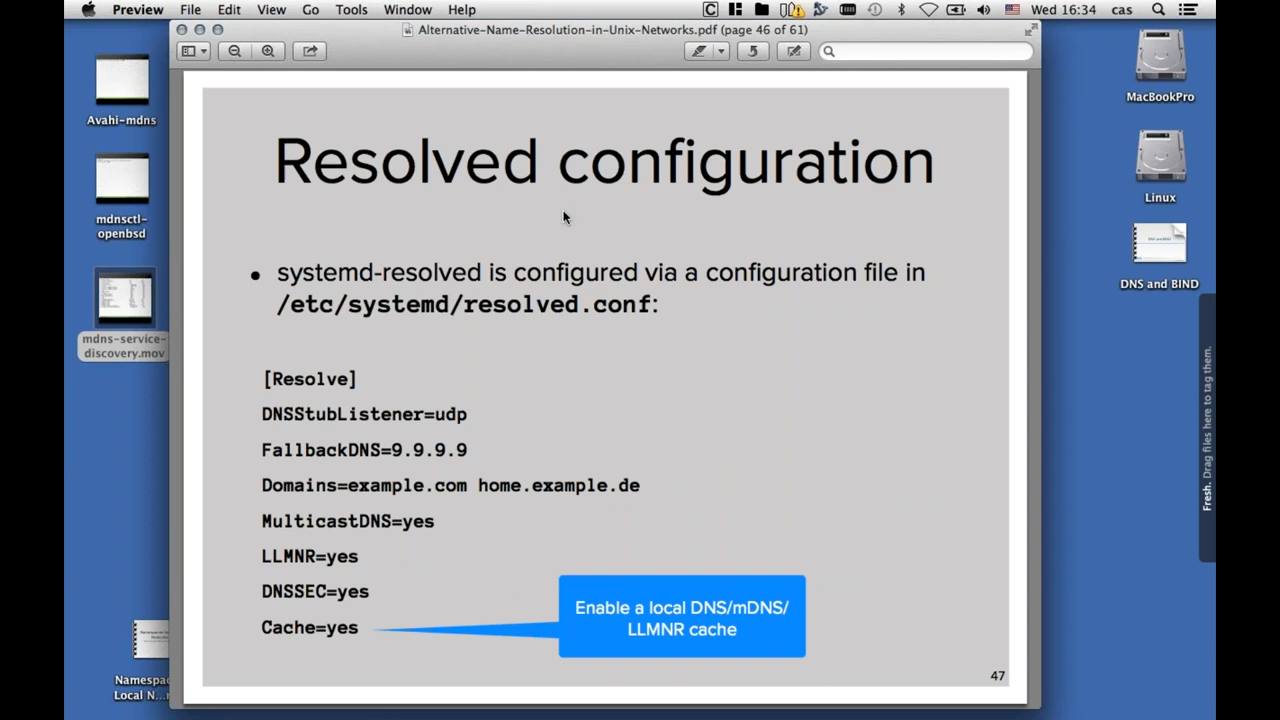 Preview File Edit View Go Tools Window Help Wed 16:34 cas
Alternative-Name-Resolution-in-Unix-Networks.pdf (page 46 of 61)
Avahi-mdns
mdnsctl-
openbsd
mdns-service-
discovery.mov
Namespac
Local N...r
Resolved configuration
• systemd-resolved is configured via a configuration file in
/etc/systemd/resolved.conf:
[Resolve]
DNSStubListener=udp
FallbackDNS=9.9.9.9
Domains=example.com home.example.de
MulticastDNS=yes
LLMNR=yes
DNSSEC=yes
Cache=yes
Enable a local DNS/mDNS/
LLMNR cache
47
MacBookPro
Linux
DNS and BIND
Fresh. Drag files here to tag them.